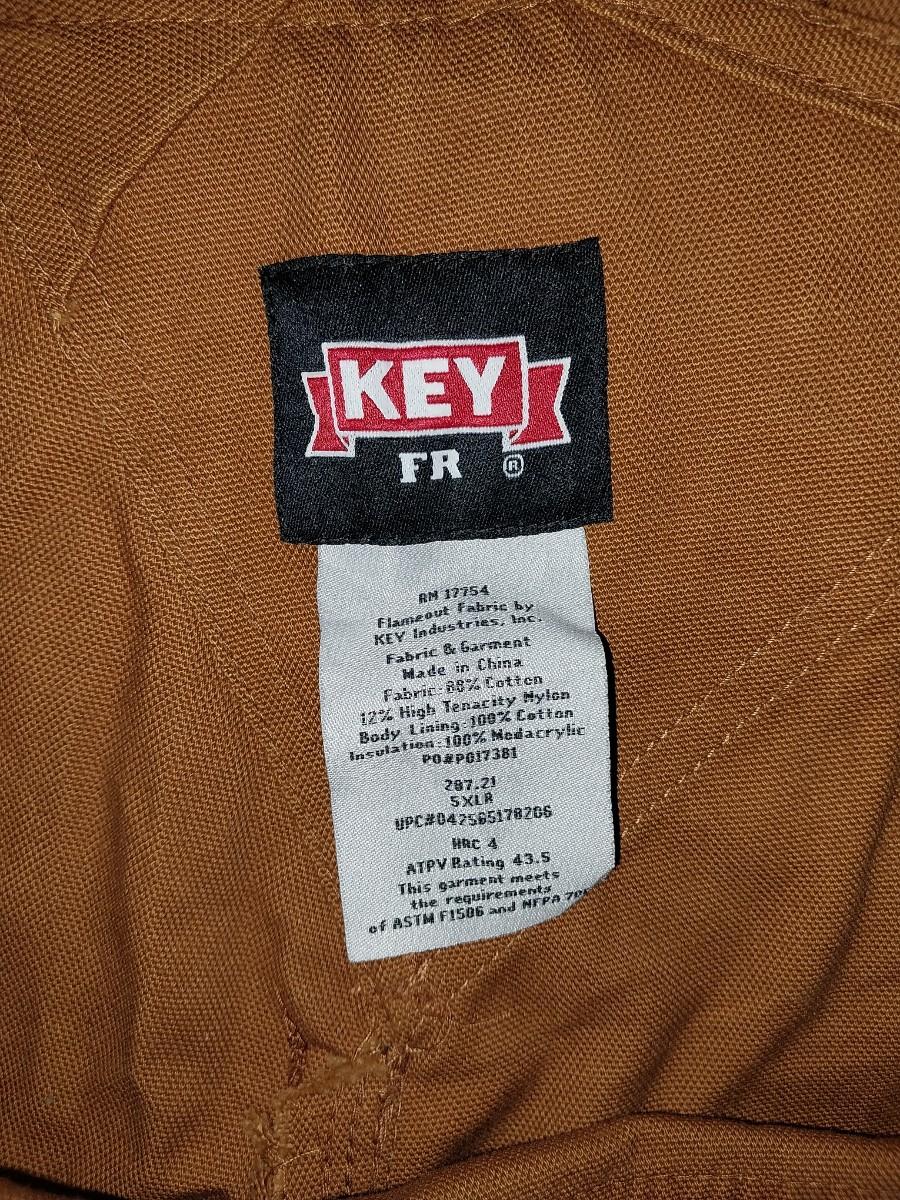 KEY
FR ®
RN 17754
Flameout Fabric by
KEY Industries, Inc.
Fabric & Garment
Made in China
Fabric: 88% Cotton
12% High Tenacity Nylon
Body Lining:100% Cotton
Insulation:100% Modacrylic
PO#P017381
287.21
5XLR
UPC#042565178206
HRC 4
ATPV Rating 43.5
This garment meets
the requirements
of ASTM F1506 and NFPA